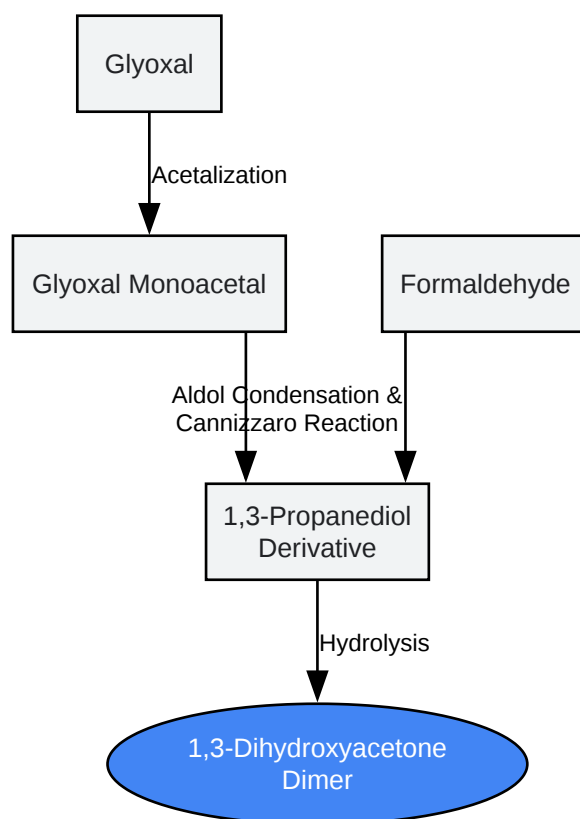 Glyoxal
Acetalization
Glyoxal Monoacetal
Formaldehyde
Aldol Condensation &
Cannizzaro Reaction
1,3-Propanediol
Derivative
Hydrolysis
1,3-Dihydroxyacetone
Dimer